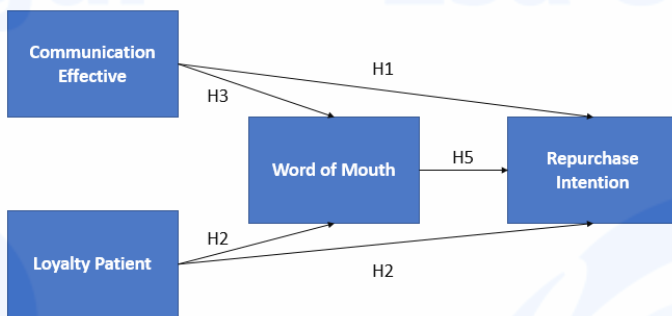 Communication
Effective
H1
H3
Word of Mouth
H5
Repurchase
Intention
Loyalty Patient
H2
H2